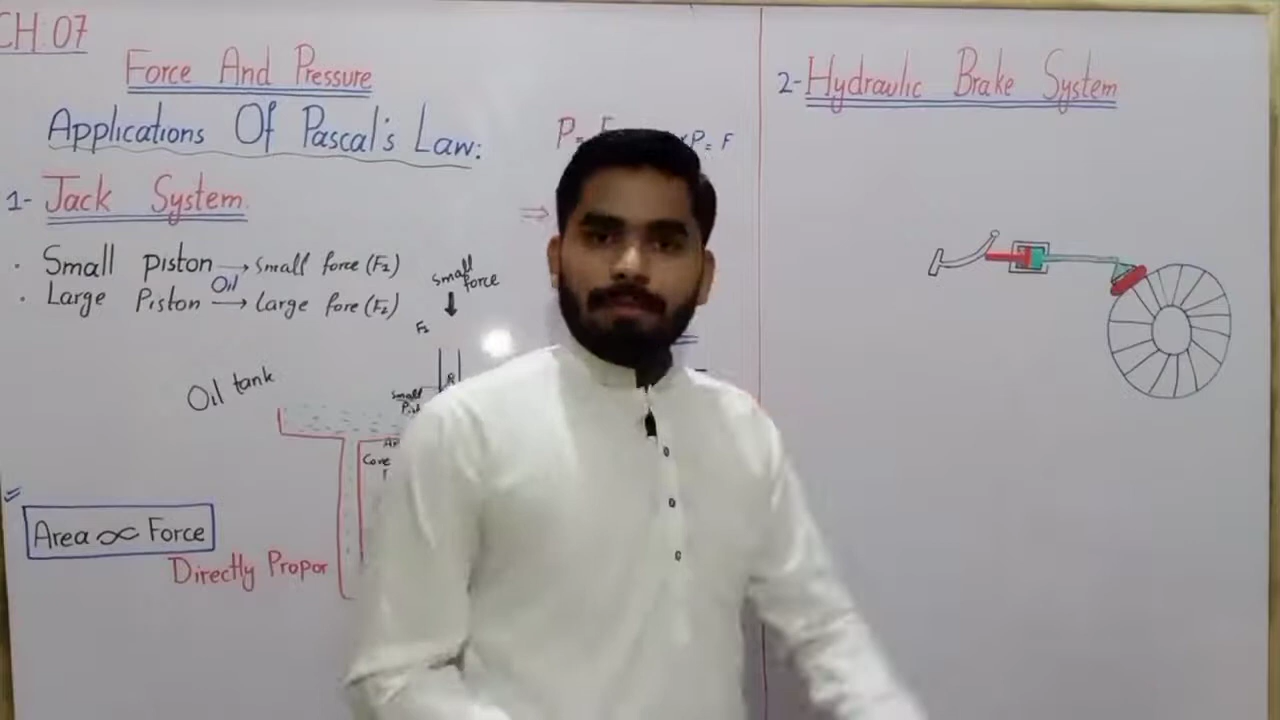 CH 07
Force And Pressure
Applications Of Pascal's Law:
1- Jack System
· Small Piston → small force (F₁)
Oil
· Large Piston → Large fore (F₂)
small force
F₁
Small
Oil tank
Area ∝ Force
Directly Propor
P = F
P = F
⇒
2- Hydraulic Brake System